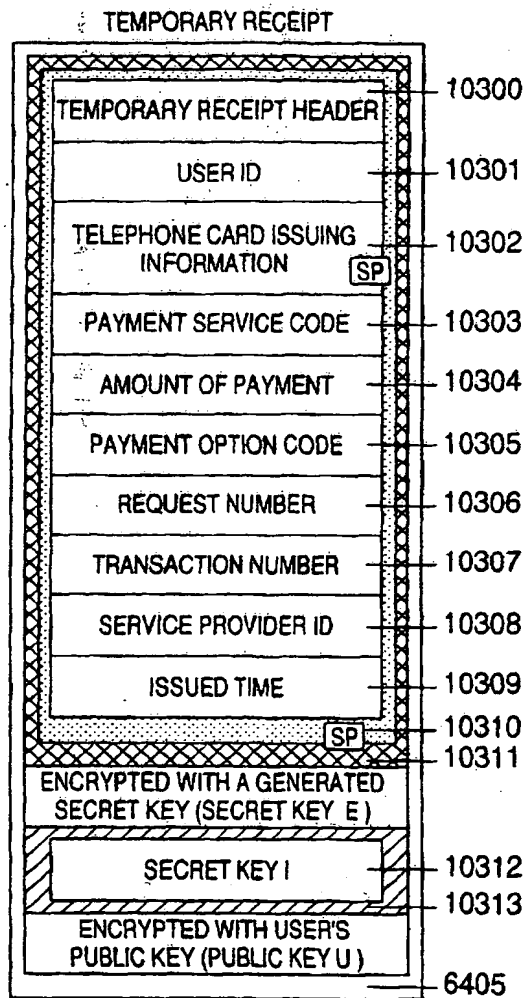 TEMPORARY RECEIPT
TEMPORARY RECEIPT HEADER
10300
USER ID
10301
TELEPHONE CARD ISSUING
INFORMATION
10302
SP
PAYMENT SERVICE CODE
10303
AMOUNT OF PAYMENT
10304
PAYMENT OPTION CODE
10305
REQUEST NUMBER
10306
TRANSACTION NUMBER
10307
SERVICE PROVIDER ID
10308
ISSUED TIME
10309
SP
10310
10311
ENCRYPTED WITH A GENERATED
SECRET KEY (SECRET KEY E)
SECRET KEY I
10312
10313
ENCRYPTED WITH USER'S
PUBLIC KEY (PUBLIC KEY U)
6405